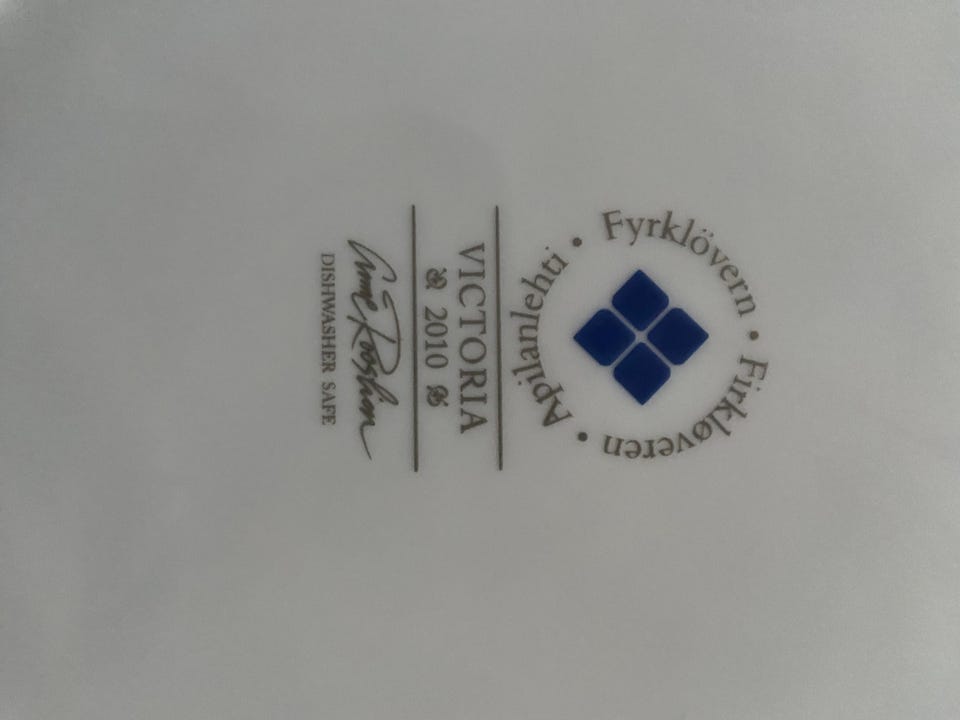 Fyrklövern • Firkløveren • Apilanlehti •
VICTORIA
2010
DISHWASHER SAFE